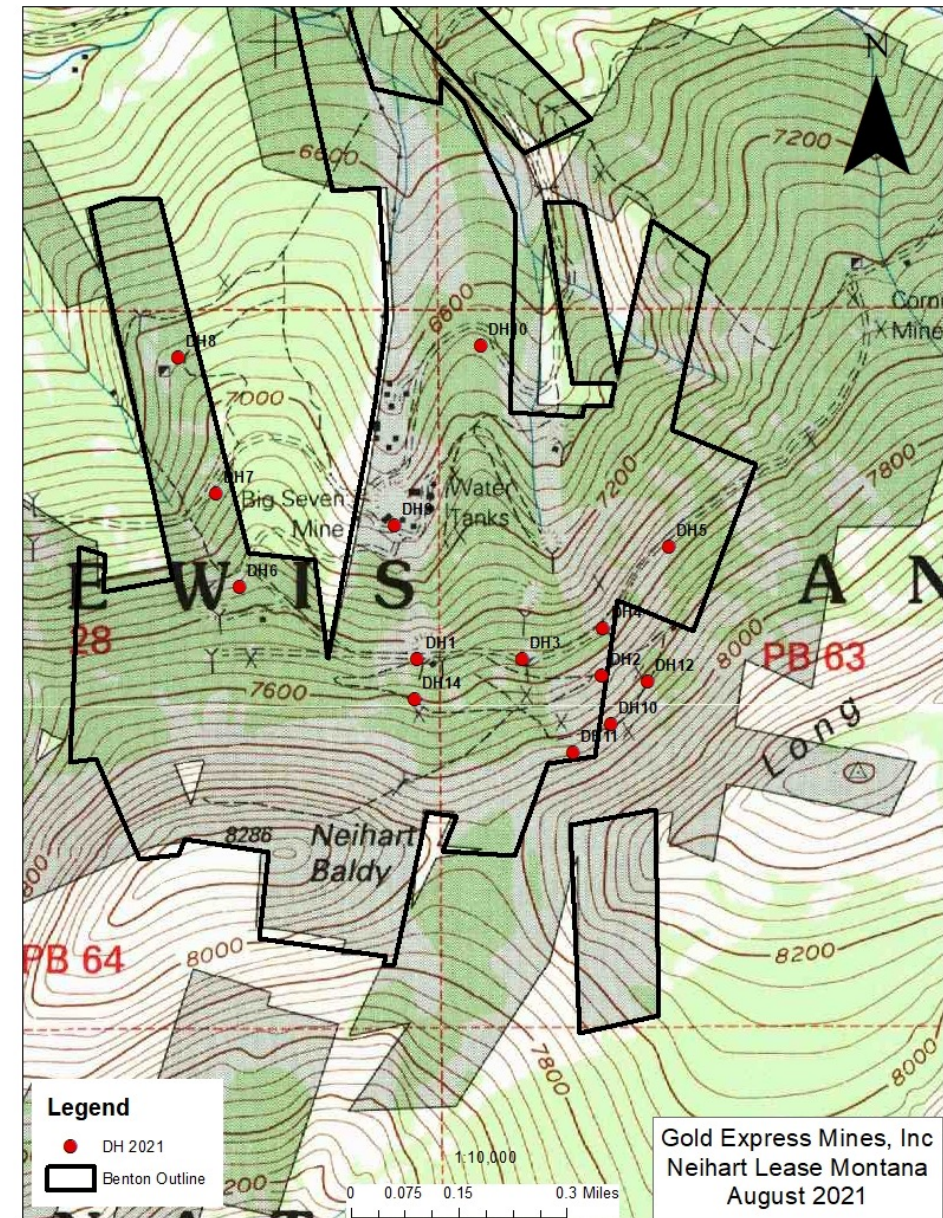 N
7200
6600
Corn
Mine
6600
DH10
DH8
7000
7800
DH7
Big Seven
Mine
Water
Tanks
7200
DH9
DH5
DH6
E W I S
A N
28
DH4
DH1
DH3
8000
PB 63
DH2
DH12
7600
DH14
DH10
DH11
Long
8286
Neihart
Baldy
800
PB 64
8000
8200
7800
8000
Legend
DH 2021
Benton Outline
200
1:10,000
0 0.075 0.15 0.3 Miles
Gold Express Mines, Inc
Neihart Lease Montana
August 2021